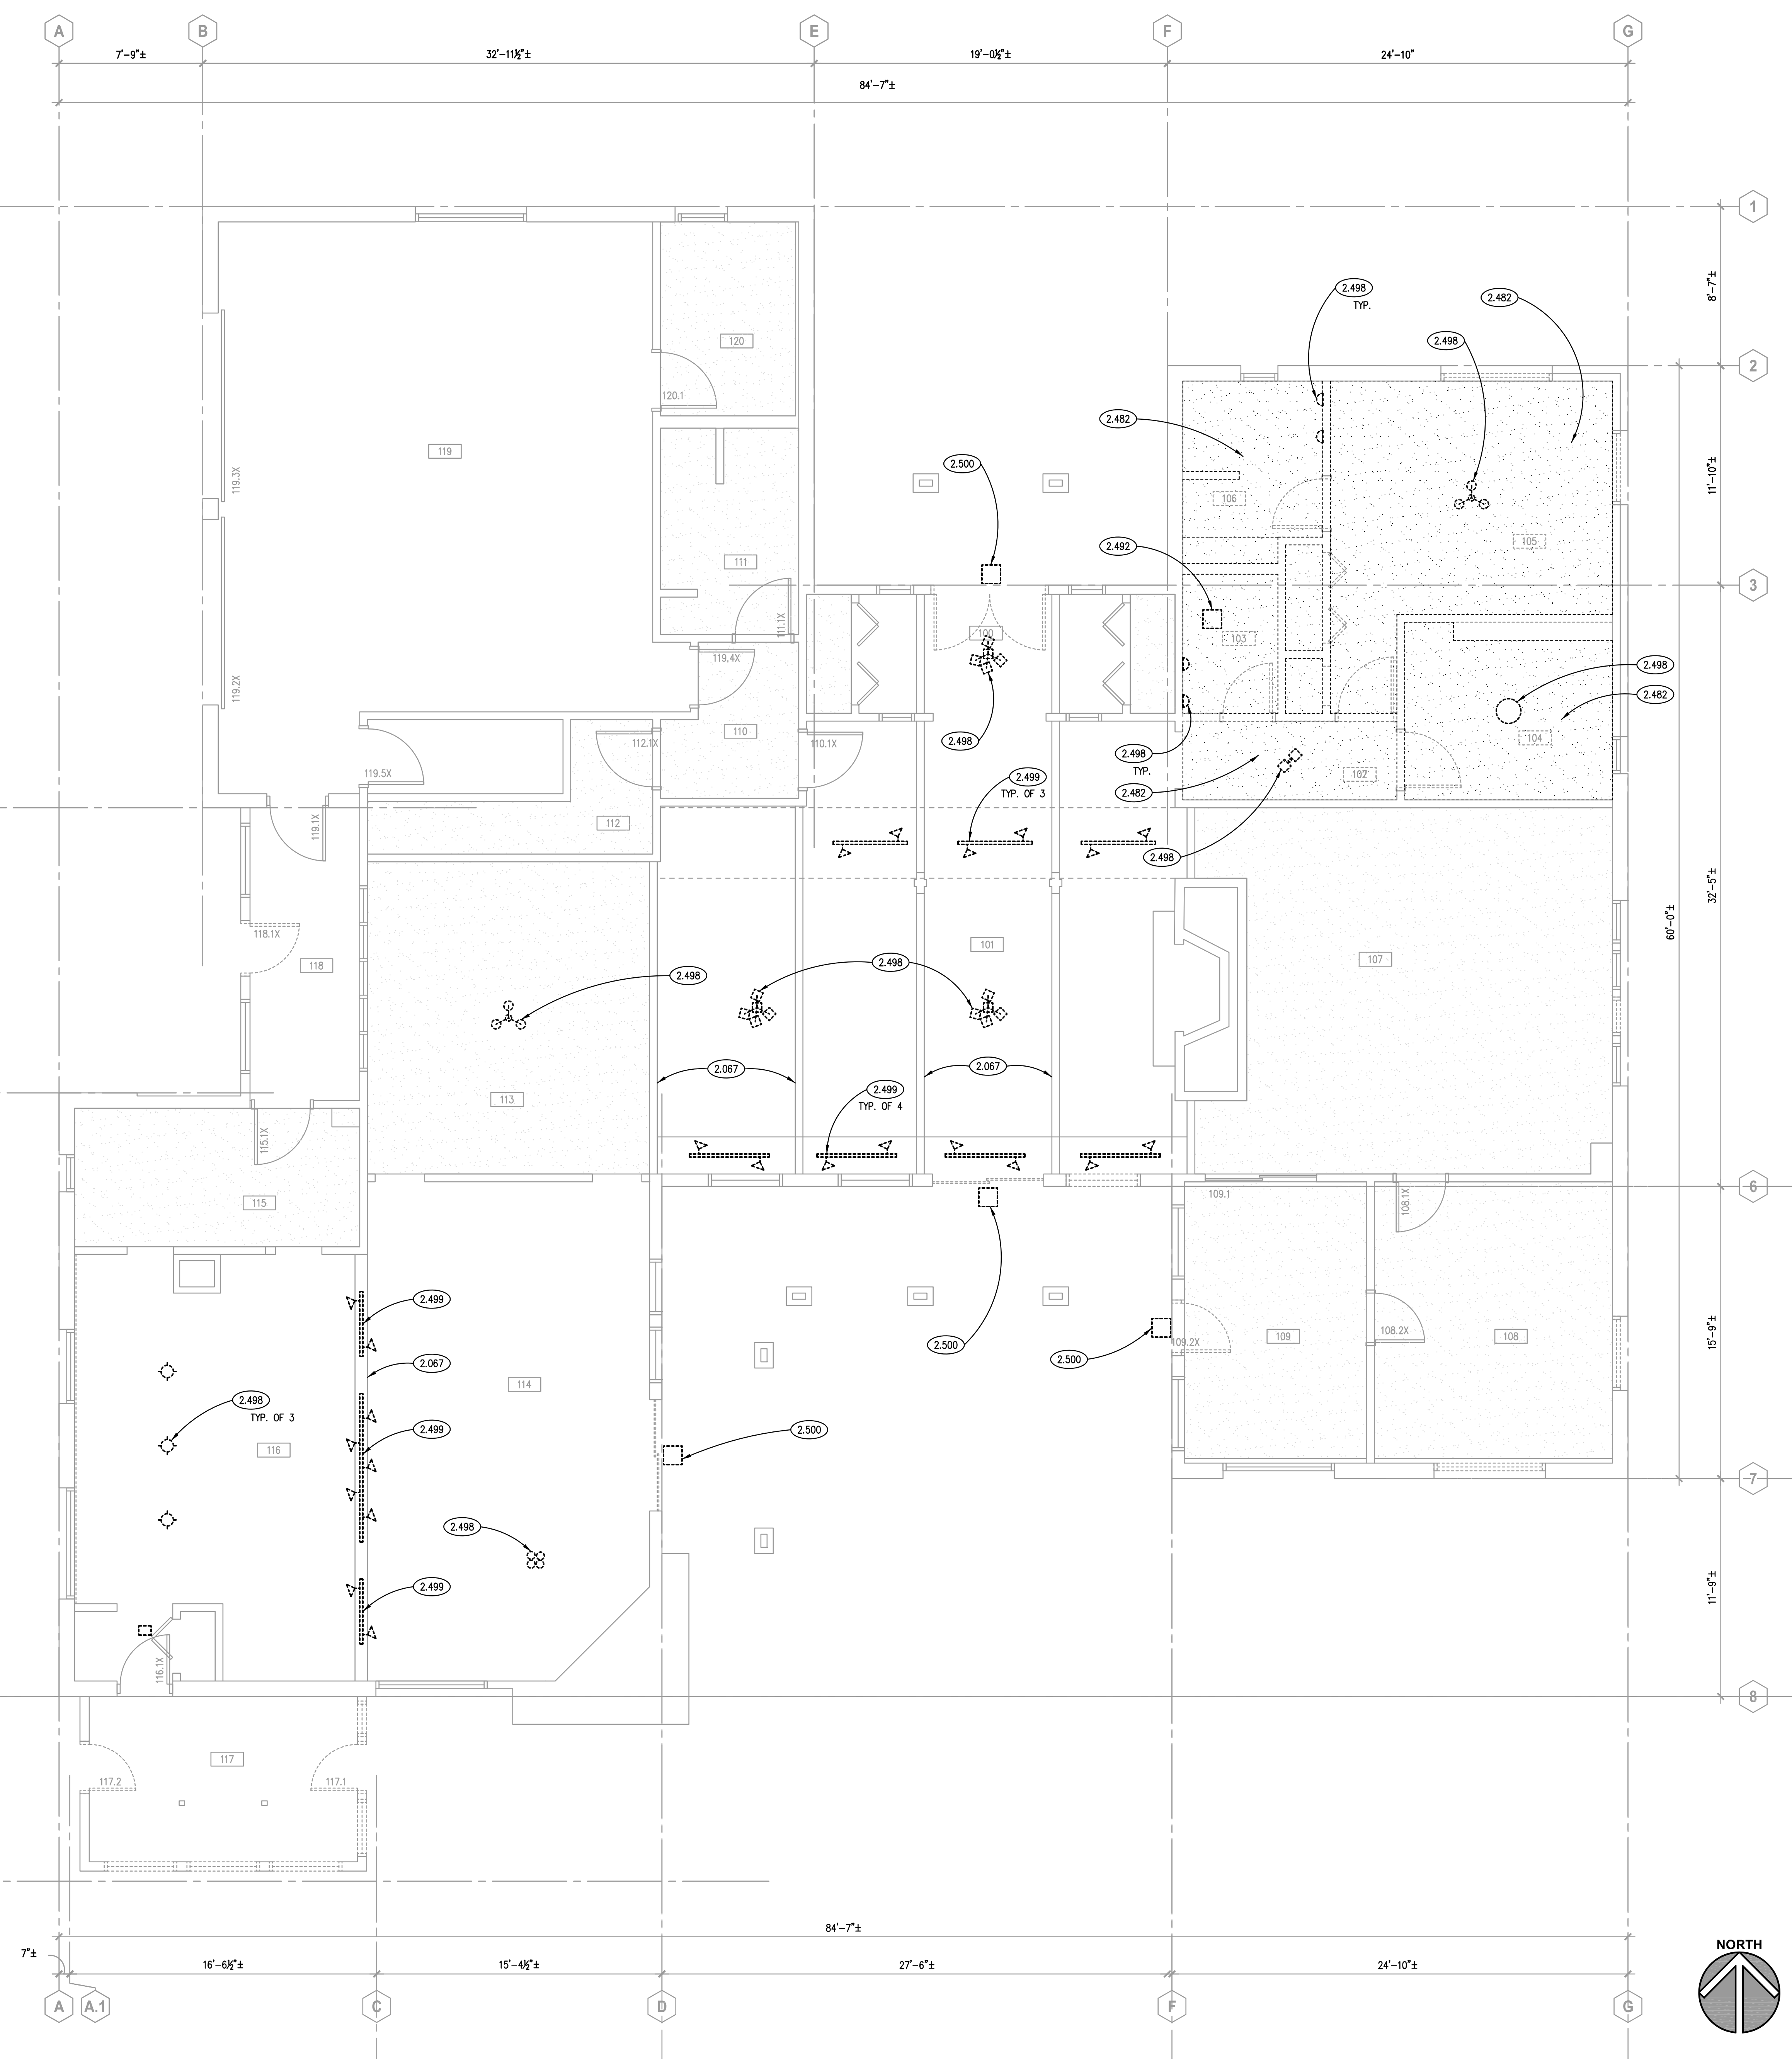 A
B
E
F
G
7'-9"±
32'-11½"±
19'-0½"±
24'-10"
84'-7"±
1
8'-7"±
2.498
TYP.
2.482
2.498
120
2
120.1
2.482
119
2.500
11'-10"±
119.3X
106
105
2.492
111
3
111.1X
100
103
119.4X
2.498
119.2X
2.482
110
112.1X
110.1X
2.498
104
2.498
TYP.
119.5X
2.499
TYP. OF 3
102
2.482
119.1X
112
2.498
32'-5"±
60'-0"±
118.1X
101
118
2.498
107
2.498
2.067
2.067
2.499
TYP. OF 4
113
115.1X
6
109.1
108.1X
115
2.499
109
108
108.2X
109.2X
2.500
2.500
15'-9"±
2.067
114
2.498
TYP. OF 3
2.499
2.500
116
7
2.498
2.499
11'-9"±
116.1X
8
117
117.2
117.1
84'-7"±
7"±
16'-6½"±
15'-4½"±
27'-6"±
24'-10"±
NORTH
A
A.1
C
D
F
G